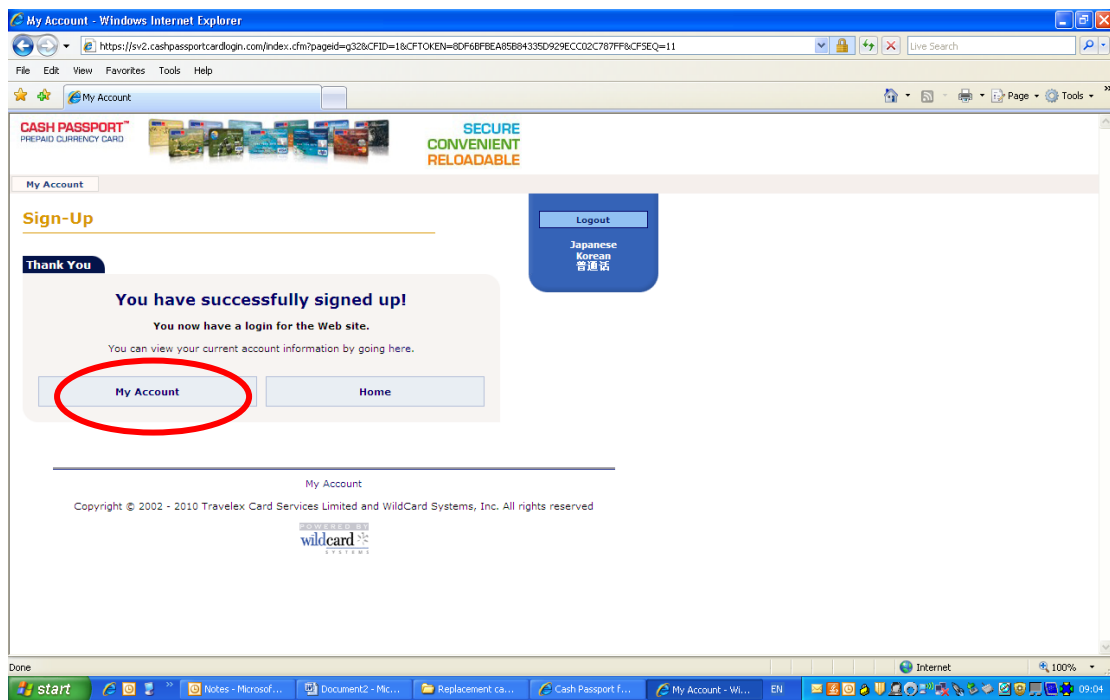 My Account - Windows Internet Explorer
https://sv2.cashpassportcardlogin.com/index.cfm?pageid=g32&CFID=1&CFTOKEN=8DF6BFBEA85B84335D929ECC02C787FF&CFSEQ=11
Live Search
File Edit View Favorites Tools Help
My Account
Page Tools
CASH PASSPORT™
PREPAID CURRENCY CARD
SECURE
CONVENIENT
RELOADABLE
My Account
Sign-Up
Logout
Japanese
Korean
普通话
Thank You
You have successfully signed up!
You now have a login for the Web site.
You can view your current account information by going here.
My Account Home
My Account
Copyright © 2002 - 2010 Travelex Card Services Limited and WildCard Systems, Inc. All rights reserved
POWERED BY
wildcard
SYSTEMS
Done Internet 100%
start Notes - Microsof... Document2 - Mic... Replacement ca... Cash Passport f... My Account - Wi... EN 09:04